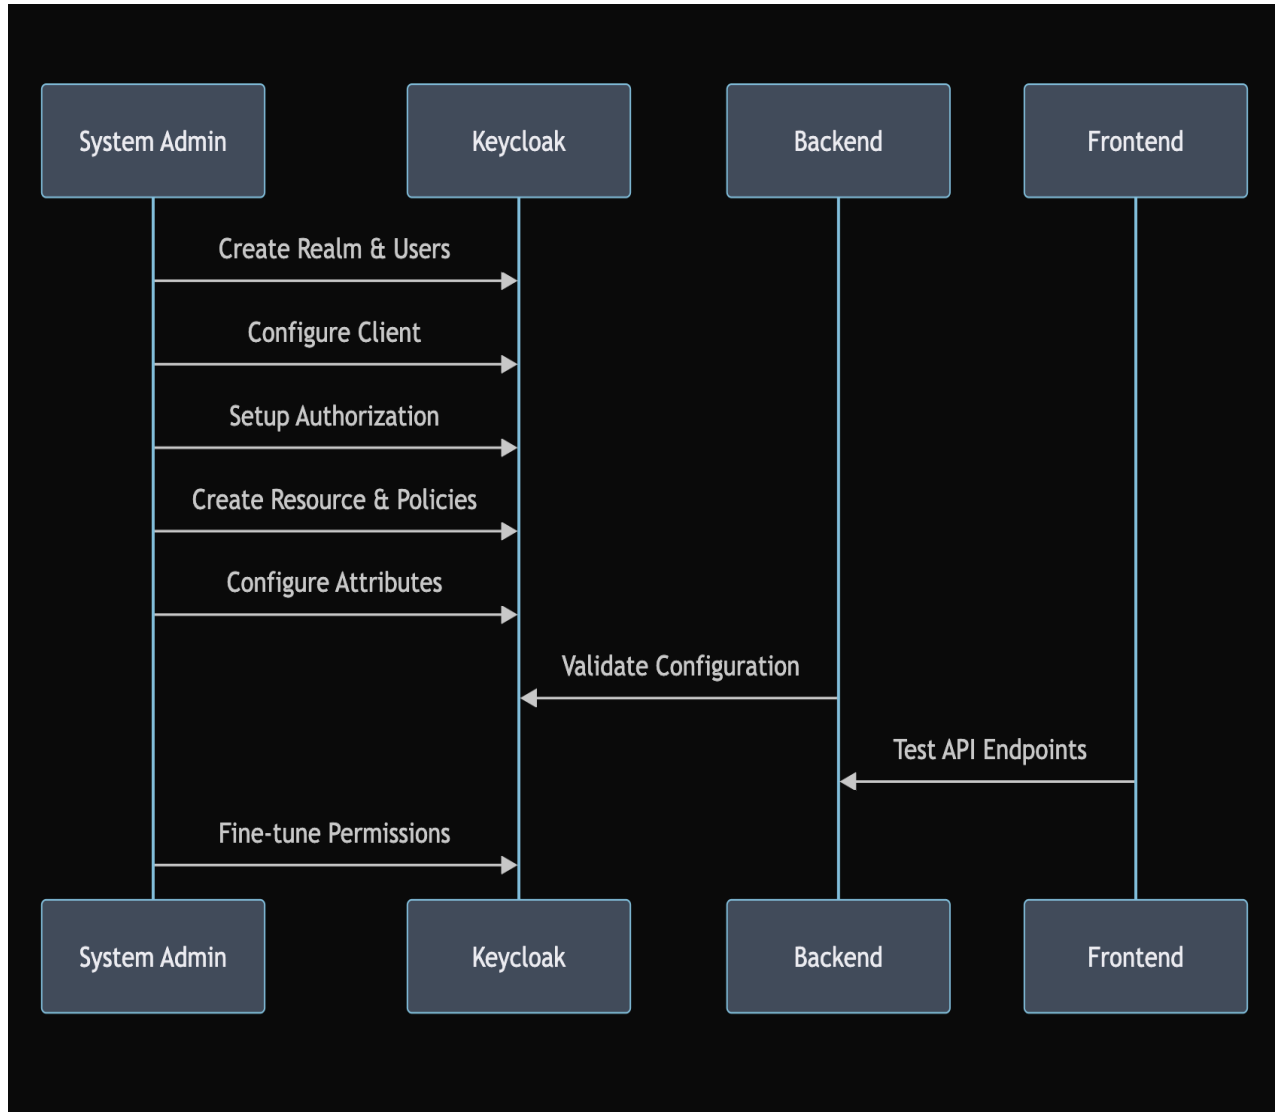 System Admin
Keycloak
Backend
Frontend
Create Realm & Users
Configure Client
Setup Authorization
Create Resource & Policies
Configure Attributes
Validate Configuration
Test API Endpoints
Fine-tune Permissions
System Admin
Keycloak
Backend
Frontend